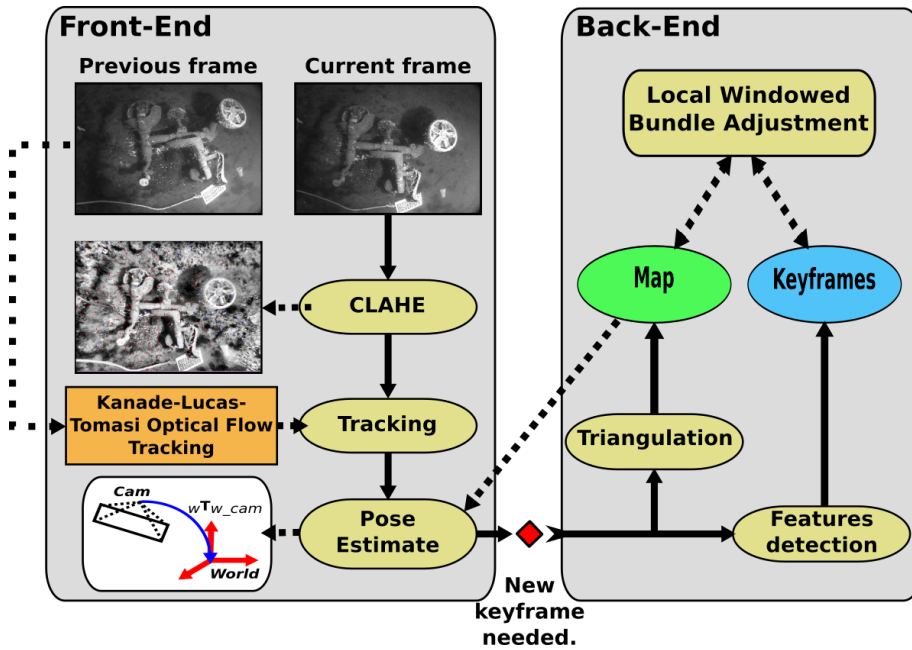 Front-End
Previous frame
Current frame
CLAHE
Kanade-Lucas-
Tomasi Optical Flow
Tracking
Tracking
Cam
wTw_cam
World
Pose
Estimate
New
keyframe
needed.
Back-End
Local Windowed
Bundle Adjustment
Map
Keyframes
Triangulation
Features
detection